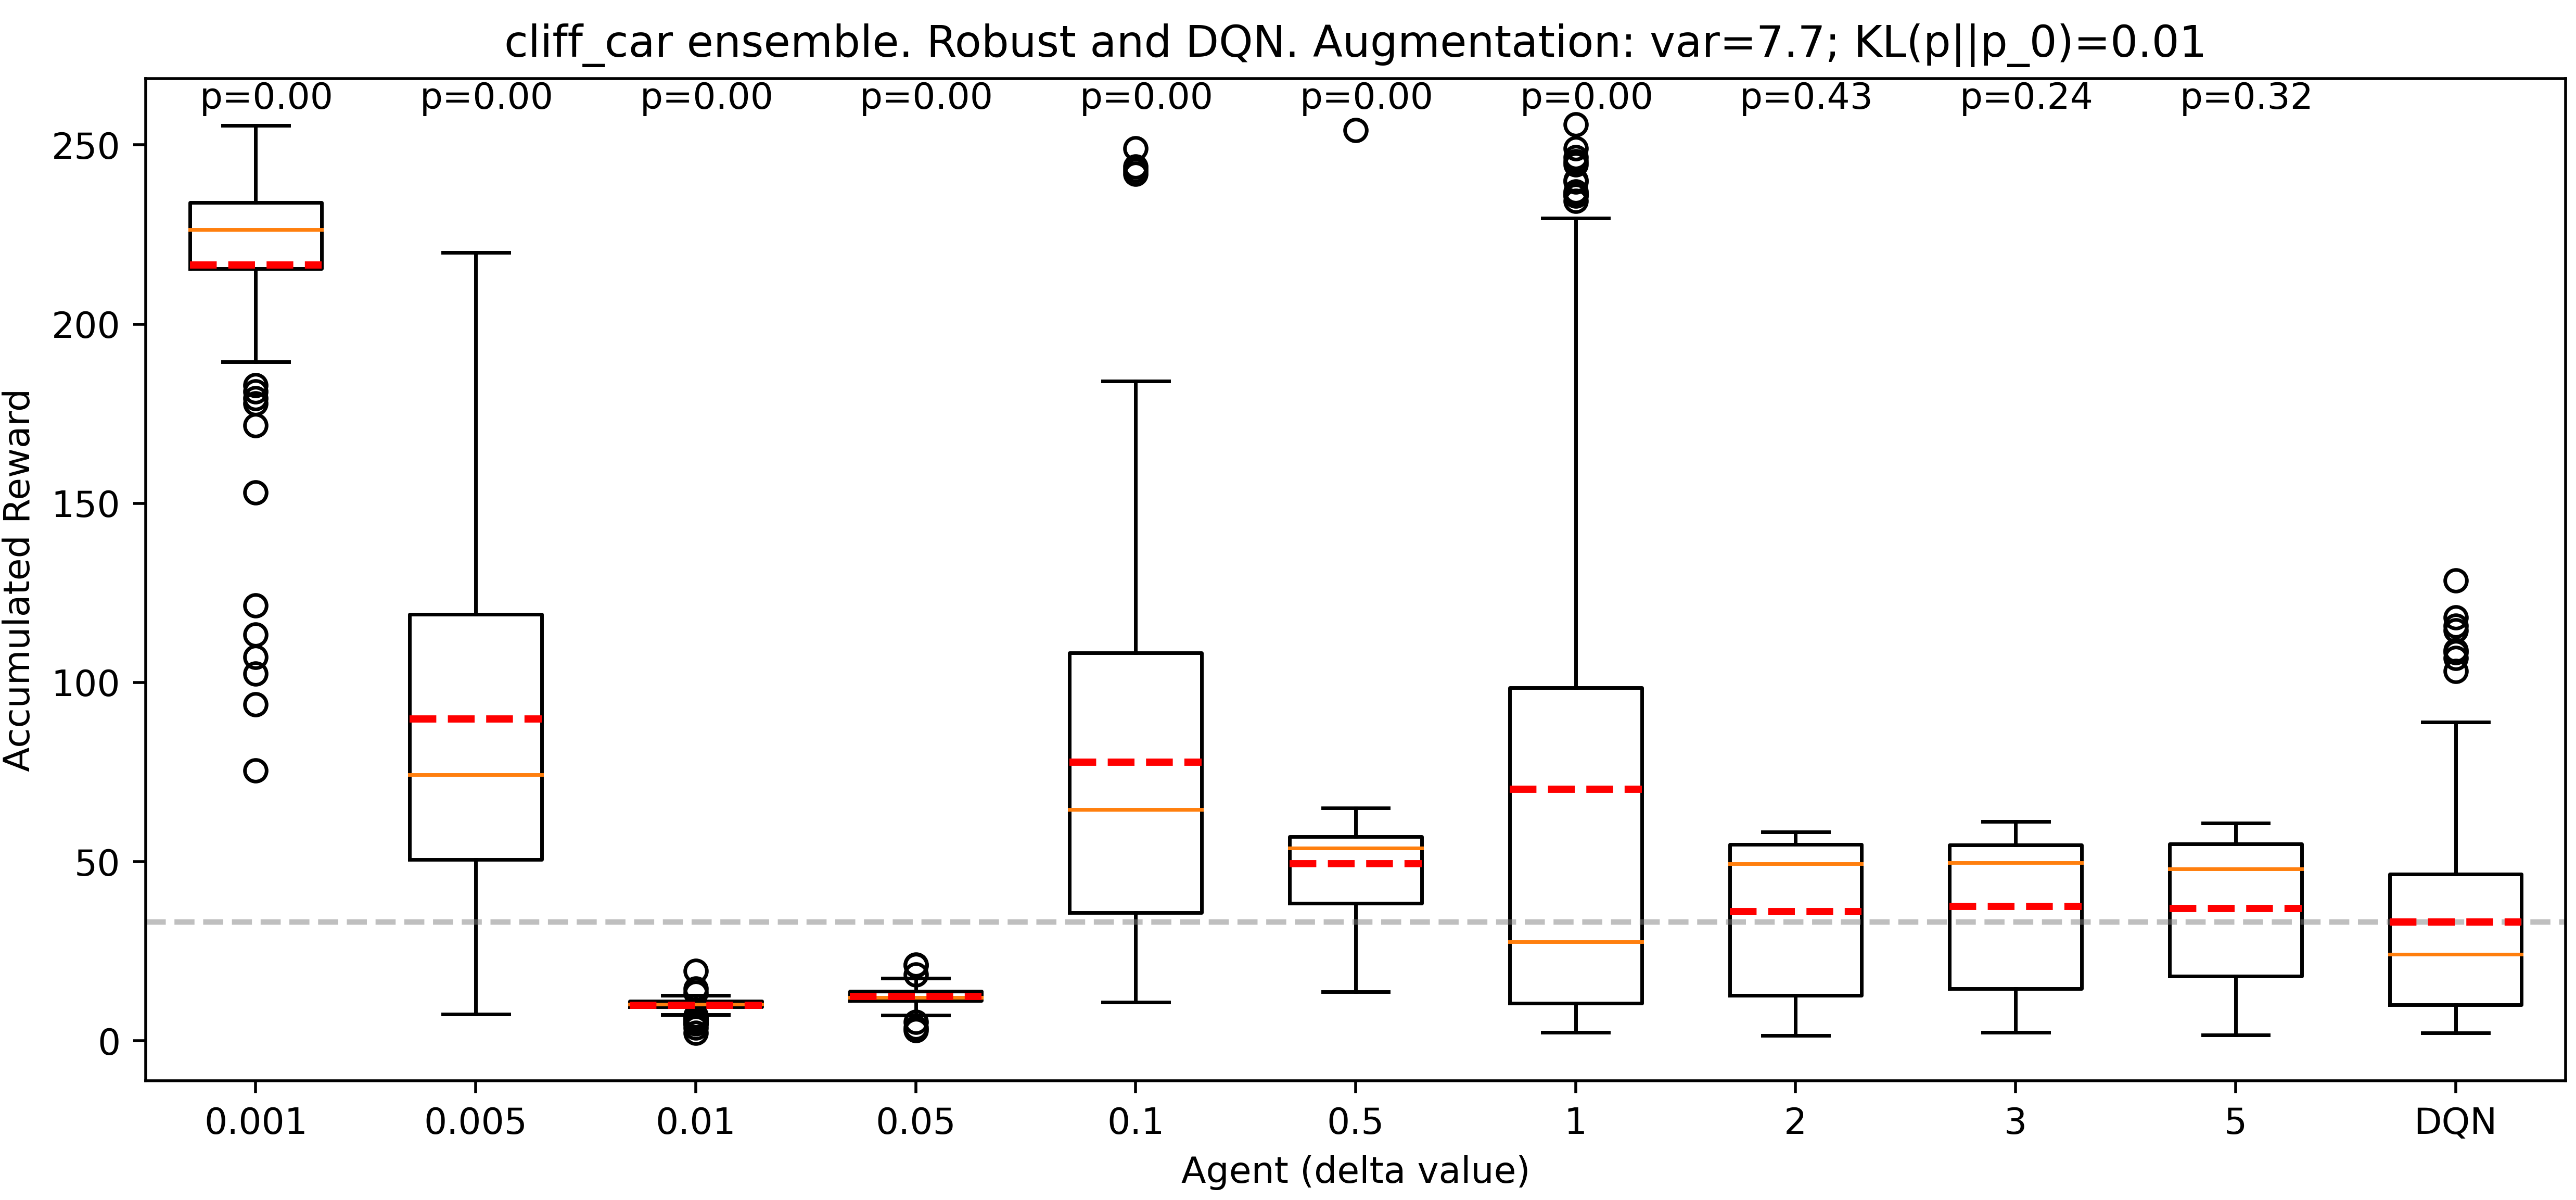 cliff_car ensemble. Robust and DQN. Augmentation: var=7.7; KL(p||p_0)=0.01
p=0.00 p=0.00 p=0.00 p=0.00 p=0.00 p=0.00 p=0.00 p=0.43 p=0.24 p=0.32
250
200
150
100
50
0
Accumulated Reward
0.001 0.005 0.01 0.05 0.1 0.5 1 2 3 5 DQN
Agent (delta value)